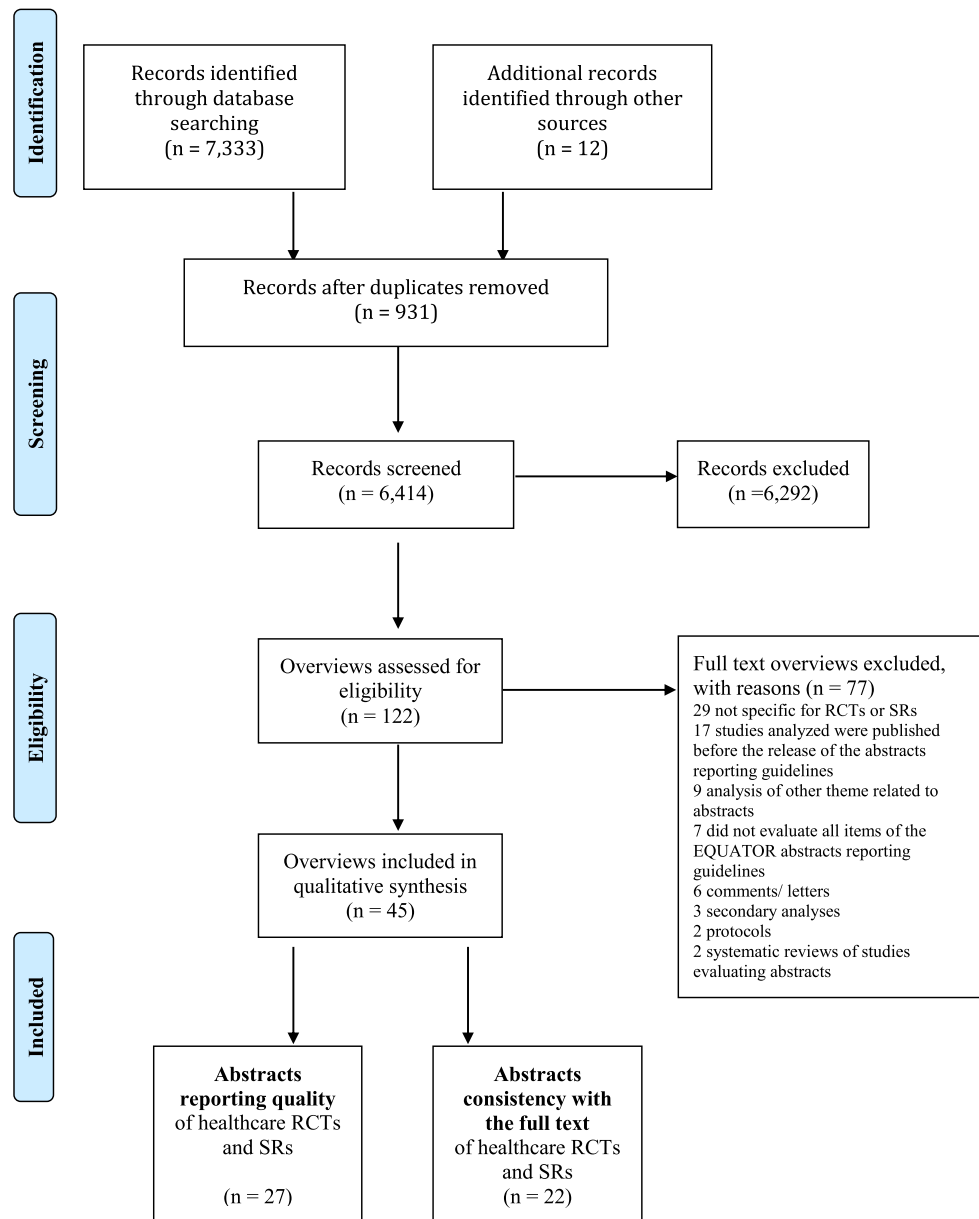 Identification
Records identified
through database
searching
(n = 7,333)
Additional records
identified through other
sources
(n = 12)
Records after duplicates removed
(n = 931)
Screening
Records screened
(n = 6,414)
Records excluded
(n =6,292)
Eligibility
Overviews assessed for
eligibility
(n = 122)
Full text overviews excluded,
with reasons (n = 77)
29 not specific for RCTs or SRs
17 studies analyzed were published
before the release of the abstracts
reporting guidelines
9 analysis of other theme related to
abstracts
7 did not evaluate all items of the
EQUATOR abstracts reporting
guidelines
6 comments/ letters
3 secondary analyses
2 protocols
2 systematic reviews of studies
evaluating abstracts
Overviews included in
qualitative synthesis
(n = 45)
Included
Abstracts
reporting quality
of healthcare RCTs
and SRs
(n = 27)
Abstracts
consistency with
the full text
of healthcare RCTs
and SRs
(n = 22)